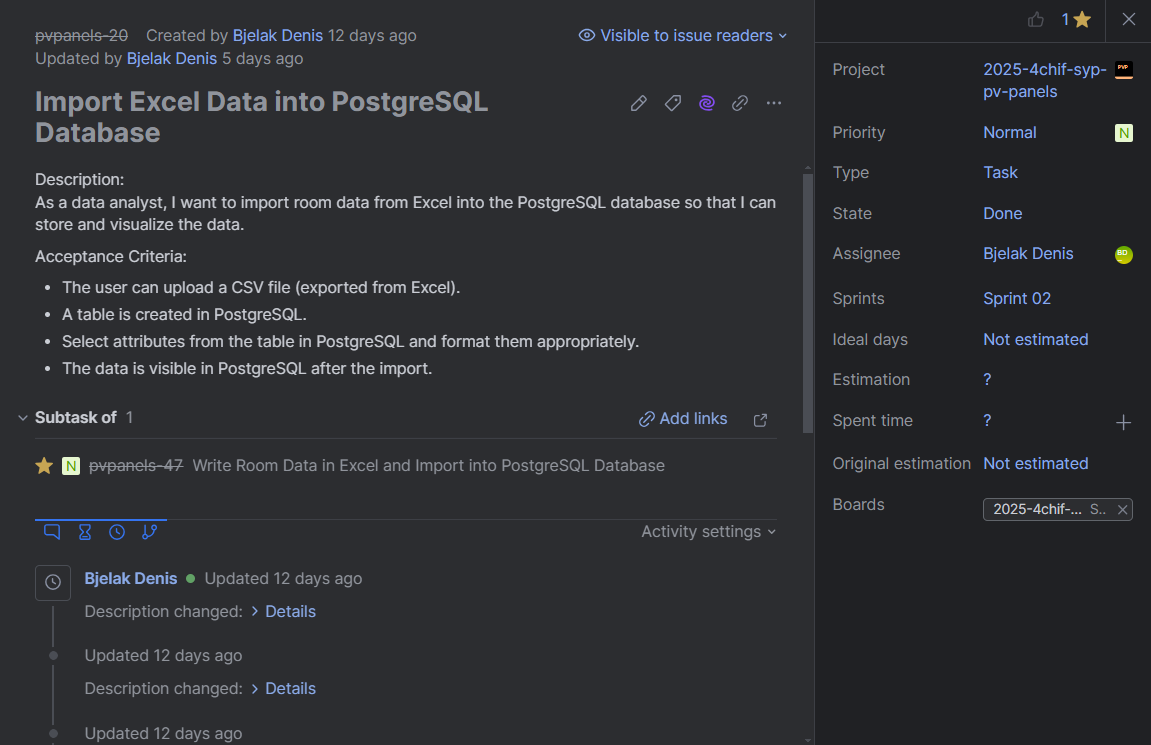 pvpanels-20 Created by Bjelak Denis 12 days ago
Visible to issue readers
Updated by Bjelak Denis 5 days ago
Import Excel Data into PostgreSQL
Database
Description:
As a data analyst, I want to import room data from Excel into the PostgreSQL database so that I can
store and visualize the data.
Acceptance Criteria:
• The user can upload a CSV file (exported from Excel).
• A table is created in PostgreSQL.
• Select attributes from the table in PostgreSQL and format them appropriately.
• The data is visible in PostgreSQL after the import.
Subtask of 1
Add links
N pvpanels-47 Write Room Data in Excel and Import into PostgreSQL Database
Activity settings
Bjelak Denis Updated 12 days ago
Description changed: > Details
Updated 12 days ago
Description changed: > Details
Updated 12 days ago
1
Project 2025-4chif-syp-
pv-panels
PVP
Priority Normal N
Type Task
State Done
Assignee Bjelak Denis BD
Sprints Sprint 02
Ideal days Not estimated
Estimation ?
Spent time ?
Original estimation Not estimated
Boards 2025-4chif-... S..